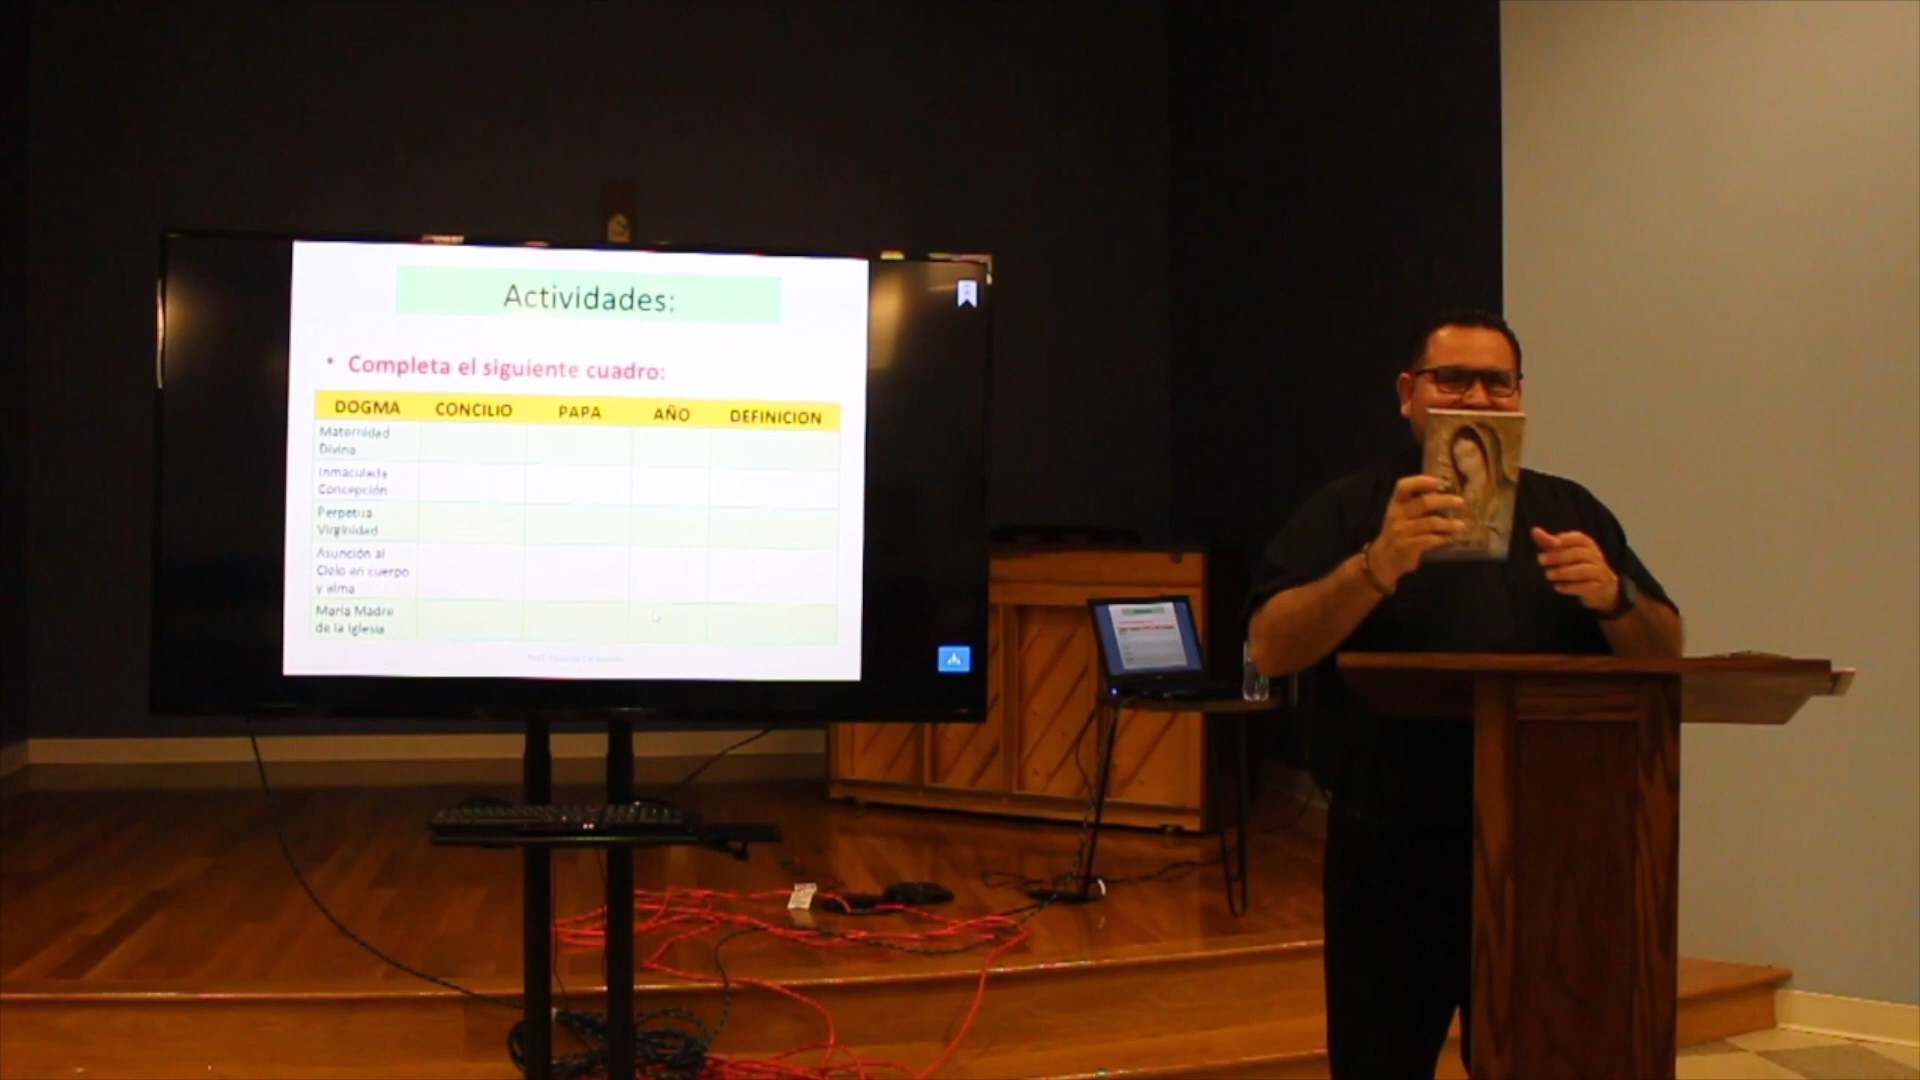 Actividades:
• Completa el siguiente cuadro:
DOGMA CONCILIO PAPA AÑO DEFINICION
Maternidad
Divina
Inmaculada
Concepción
Perpetua
Virginidad
Asunción al
Cielo en cuerpo
y alma
María Madre
de la Iglesia